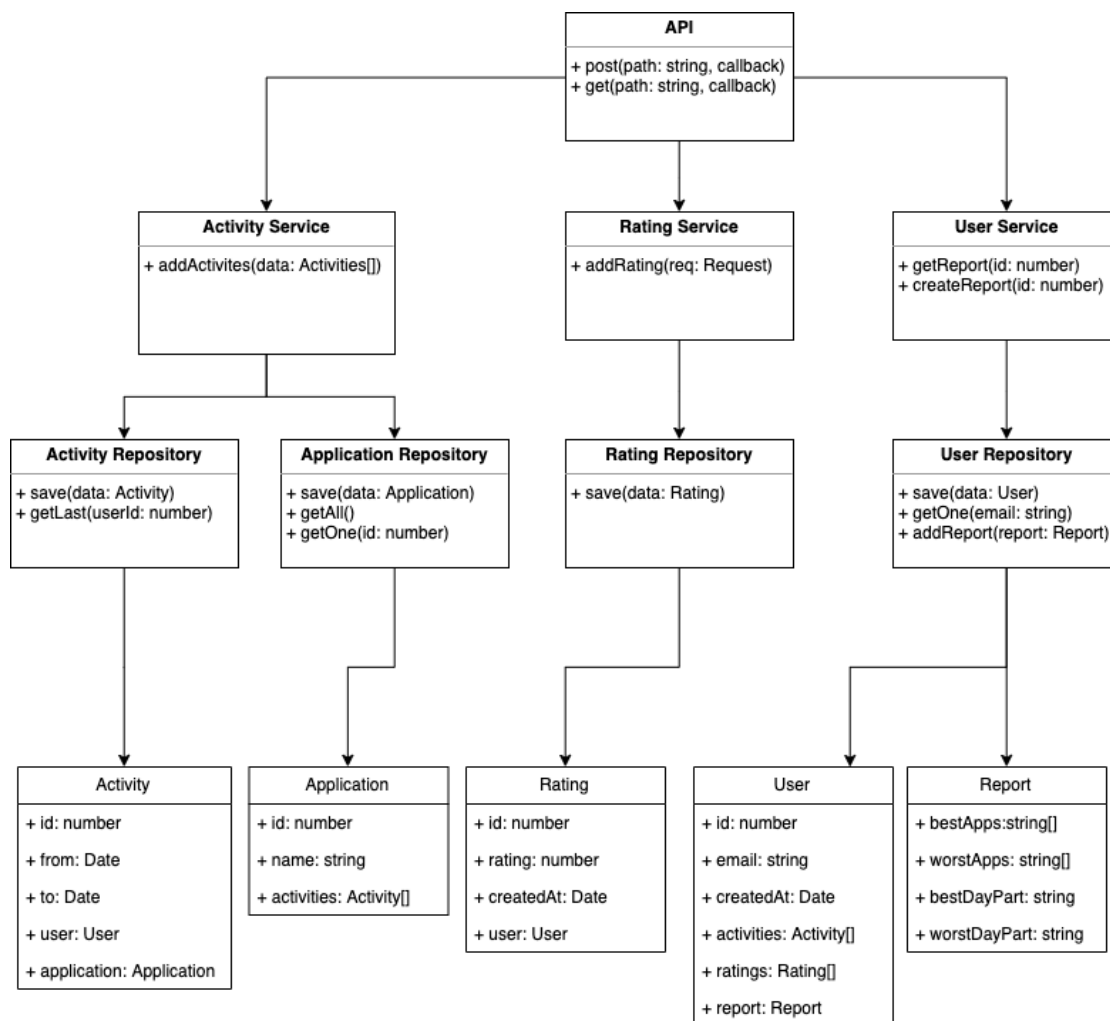 API
+ post(path: string, callback)
+ get(path: string, callback)
Activity Service
+ addActivites(data: Activities[])
Rating Service
+ addRating(req: Request)
User Service
+ getReport(id: number)
+ createReport(id: number)
Activity Repository
+ save(data: Activity)
+ getLast(userId: number)
Application Repository
+ save(data: Application)
+ getAll()
+ getOne(id: number)
Rating Repository
+ save(data: Rating)
User Repository
+ save(data: User)
+ getOne(email: string)
+ addReport(report: Report)
Activity
+ id: number
+ from: Date
+ to: Date
+ user: User
+ application: Application
Application
+ id: number
+ name: string
+ activities: Activity[]
Rating
+ id: number
+ rating: number
+ createdAt: Date
+ user: User
User
+ id: number
+ email: string
+ createdAt: Date
+ activities: Activity[]
+ ratings: Rating[]
+ report: Report
Report
+ bestApps:string[]
+ worstApps: string[]
+ bestDayPart: string
+ worstDayPart: string